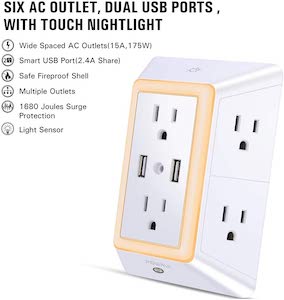 SIX AC OUTLET, DUAL USB PORTS ,
WITH TOUCH NIGHTLIGHT
Wide Spaced AC Outlets(15A,175W)
Smart USB Port(2.4A Share)
Safe Fireproof Shell
Multiple Outlets
1680 Joules Surge
Protection
Light Sensor